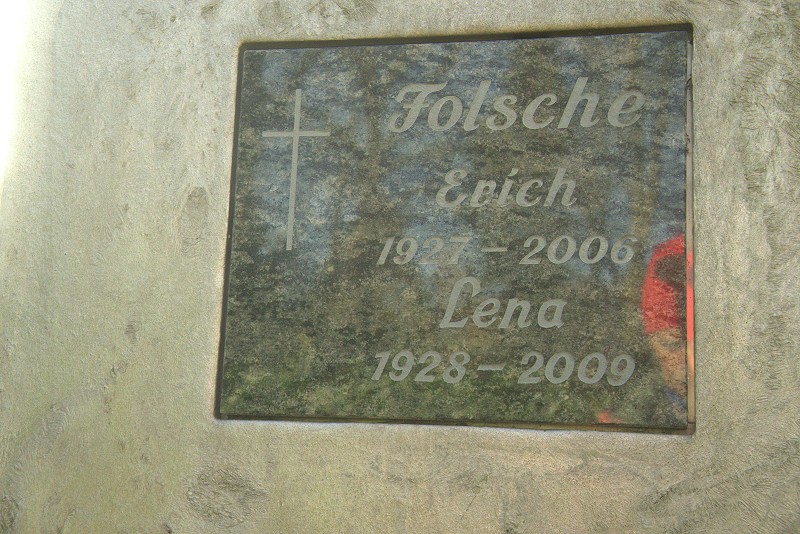 Folsche
Erich
1927 – 2006
Lena
1928 – 2009